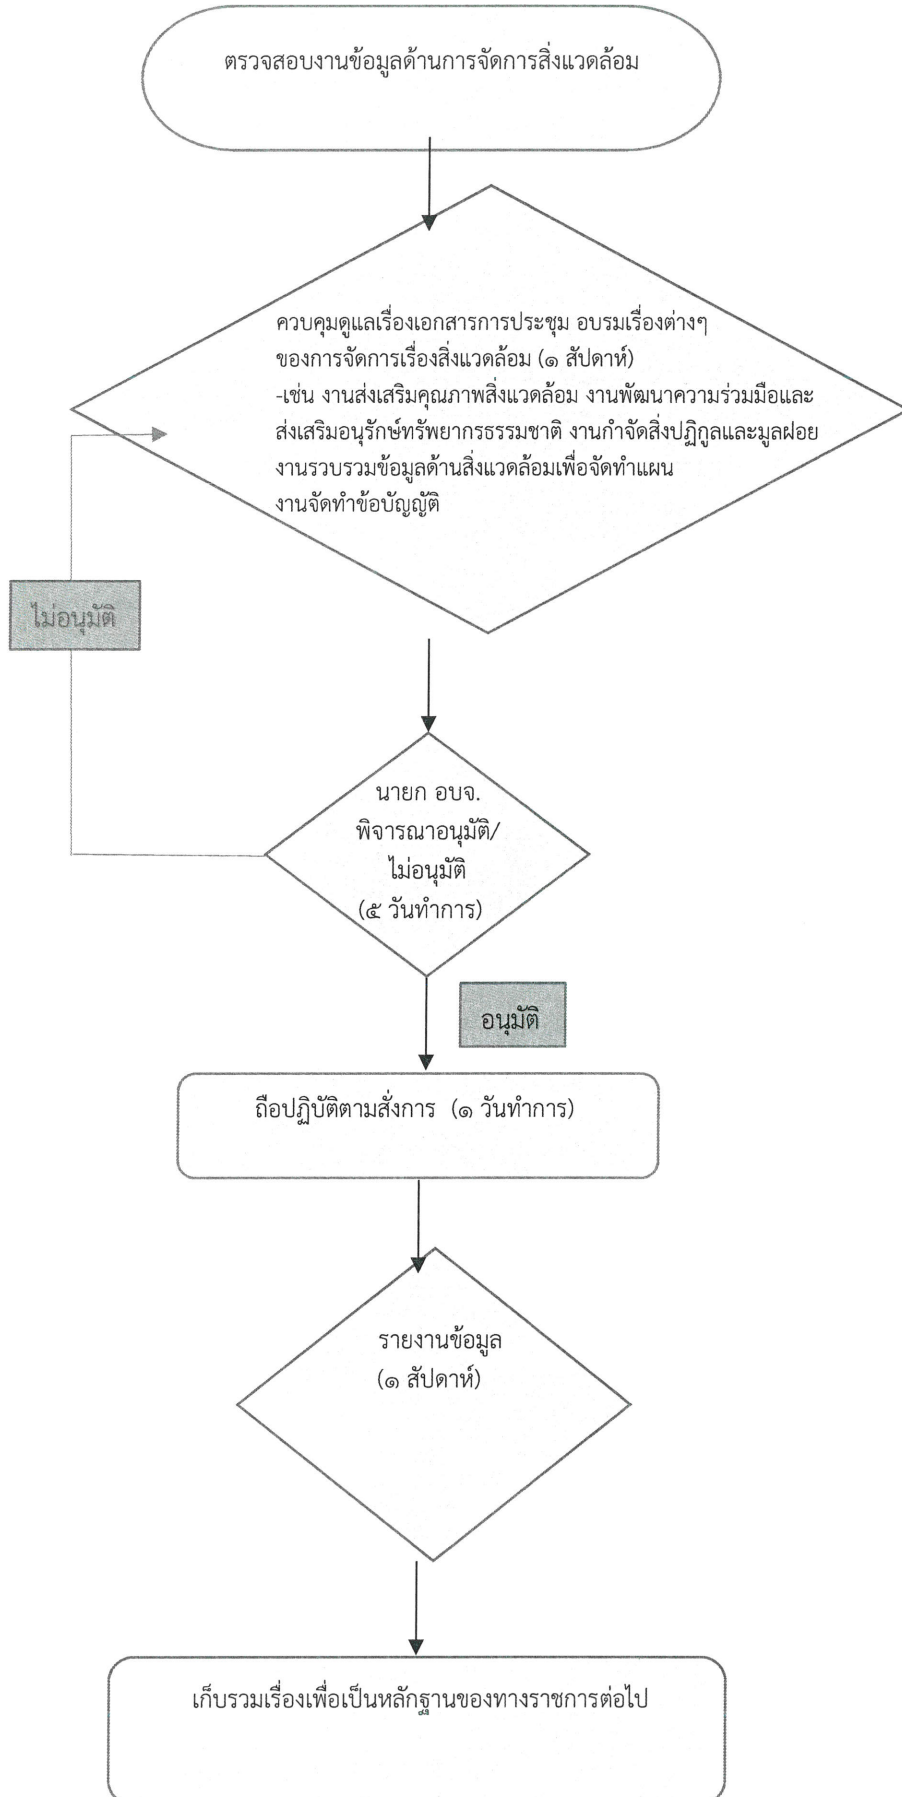 ตรวจสอบงานข้อมูลด้านการจัดการสิ่งแวดล้อม
ควบคุมดูแลเรื่องเอกสารการประชุม อบรมเรื่องต่างๆ
ของการจัดการเรื่องสิ่งแวดล้อม (๑ สัปดาห์)
-เช่น งานส่งเสริมคุณภาพสิ่งแวดล้อม งานพัฒนาความร่วมมือและ
ส่งเสริมอนุรักษ์ทรัพยากรธรรมชาติ งานกำจัดสิ่งปฏิกูลและมูลฝอย
งานรวบรวมข้อมูลด้านสิ่งแวดล้อมเพื่อจัดทำแผน
งานจัดทำข้อบัญญัติ
ไม่อนุมัติ
นายก อบจ.
พิจารณาอนุมัติ/
ไม่อนุมัติ
(๕ วันทำการ)
อนุมัติ
ถือปฏิบัติตามสั่งการ (๑ วันทำการ)
รายงานข้อมูล
(๑ สัปดาห์)
เก็บรวมเรื่องเพื่อเป็นหลักฐานของทางราชการต่อไป